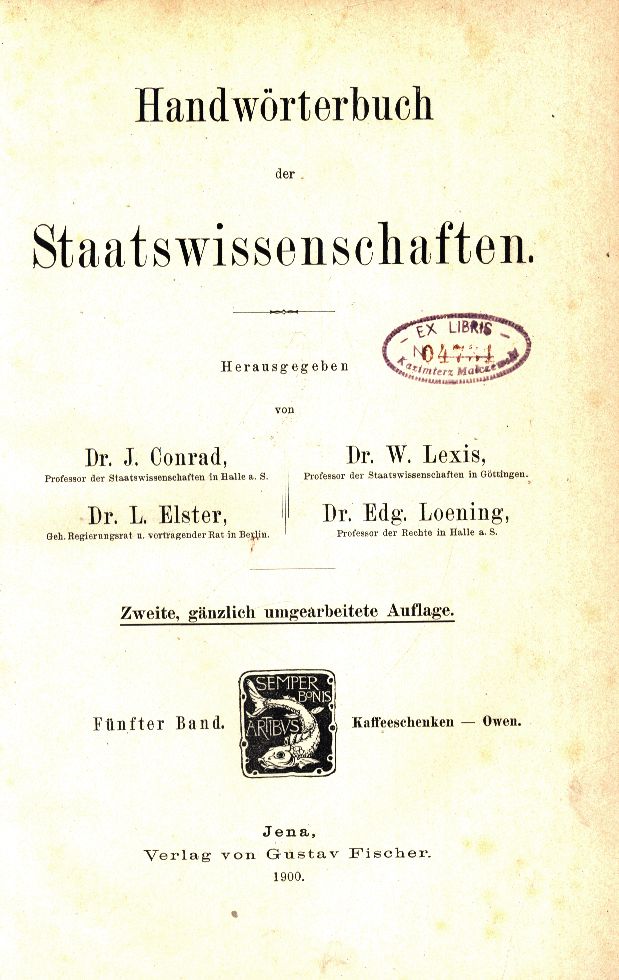 Handwörterbuch
der
Staatswissenschaften.
EX LIBRIS
Kazimierz
Herausgegeben
von
Dr. J. Conrad,
Professor der Staatswissenschaften in Halle a. S.
Dr. W. Lexis,
Professor der Staatswissenschaften in Göttingen.
Dr. L. Elster,
Geh. Regierungsrat u. vortragender Rat in Berlin.
Dr. Edg. Loening,
Professor der Rechte in Halle a. S.
Zweite, gänzlich umgearbeitete Auflage.
Fünfter Band.
SEMPER
BONIS
ARTIBVS
Kaffeeschenken — Owen.
Jena,
Verlag von Gustav Fischer.
1900.